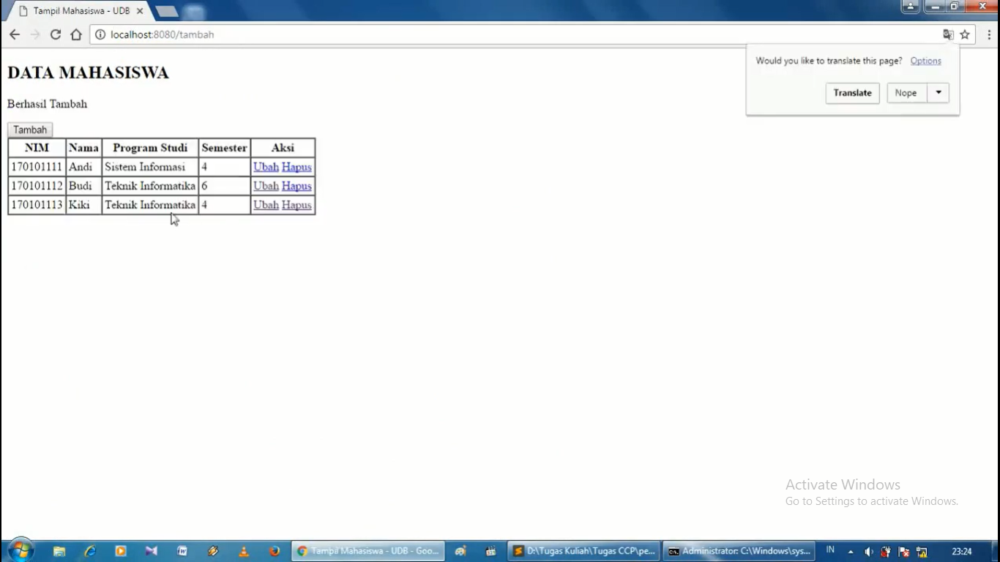 Tampil Mahasiswa - UDB
localhost:8080/tambah
Would you like to translate this page? Options
Translate Nope
DATA MAHASISWA
Berhasil Tambah
Tambah
NIM Nama Program Studi Semester Aksi
170101111 Andi Sistem Informasi 4 Ubah Hapus
170101112 Budi Teknik Informatika 6 Ubah Hapus
170101113 Kiki Teknik Informatika 4 Ubah Hapus
Activate Windows
Go to Settings to activate Windows.
Tampil Mahasiswa - UDB - Goo... D:\Tugas Kuliah\Tugas CCP\pe... Administrator: C:\Windows\sys... IN 23:24